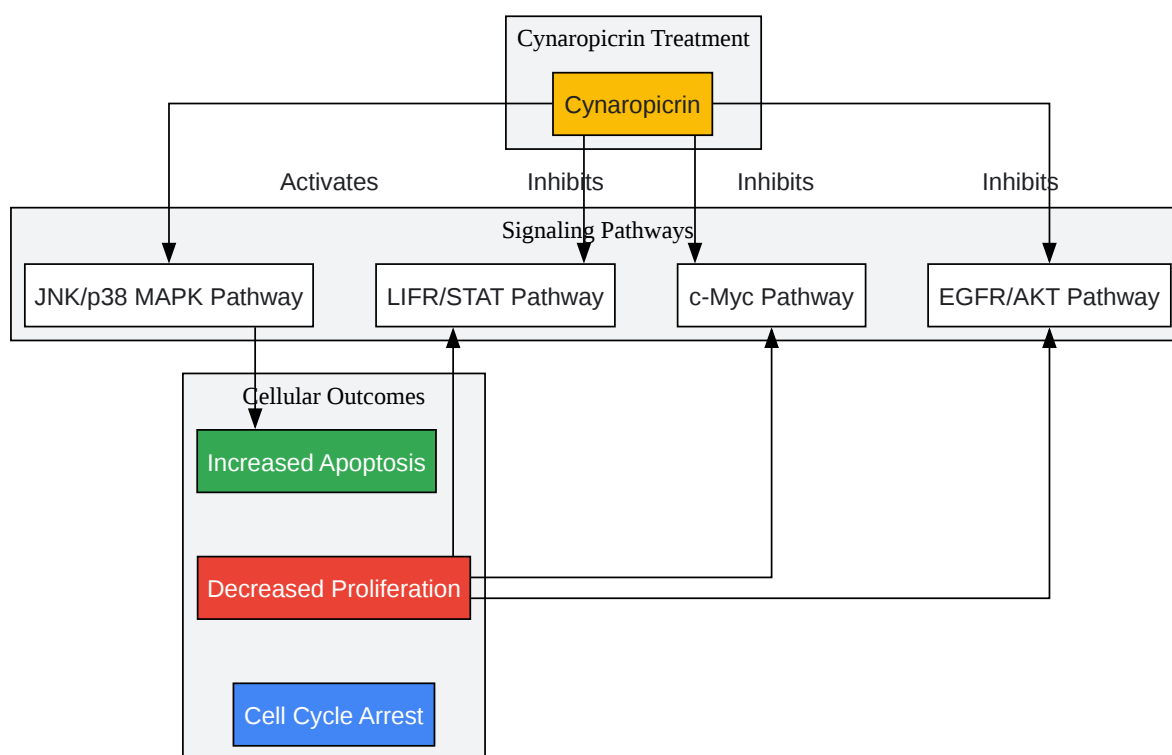 Cynaropicrin Treatment
Cynaropicrin
Activates
Inhibits
Inhibits
Inhibits
Signaling Pathways
JNK/p38 MAPK Pathway
LIFR/STAT Pathway
c-Myc Pathway
EGFR/AKT Pathway
Cellular Outcomes
Increased Apoptosis
Decreased Proliferation
Cell Cycle Arrest